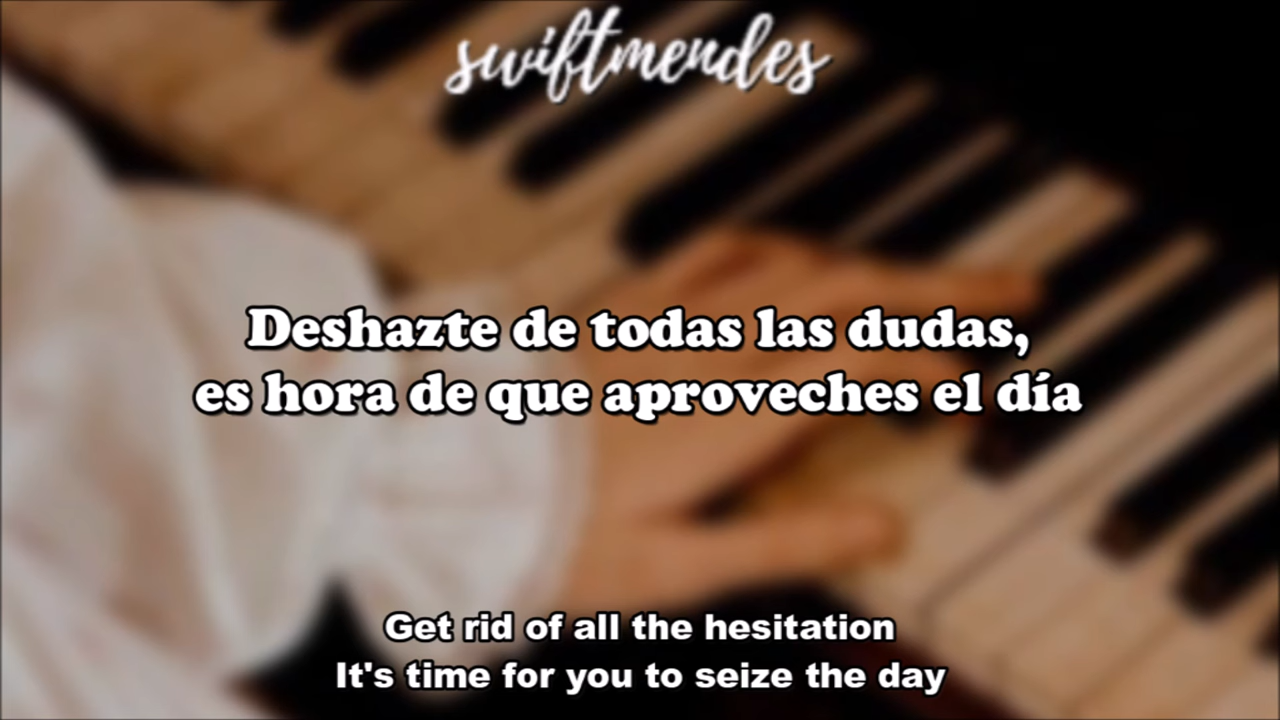 swiftmendes
Deshazte de todas las dudas,
es hora de que aproveches el día
Get rid of all the hesitation
It's time for you to seize the day